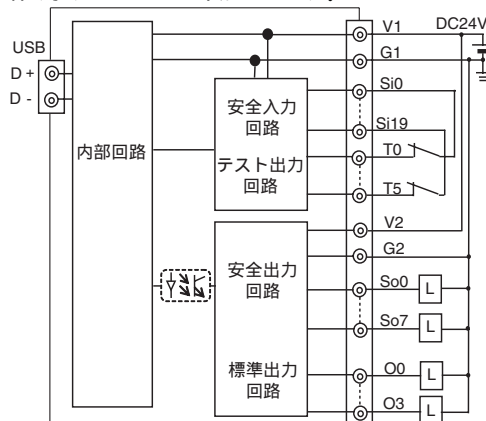 USB
D +
D -
内部回路
安全入力
回路
テスト出力
回路
安全出力
回路
標準出力
回路
V1
DC24V
G1
Si0
Si19
T0
T5
V2
G2
So0
L
So7
L
O0
L
O3
L